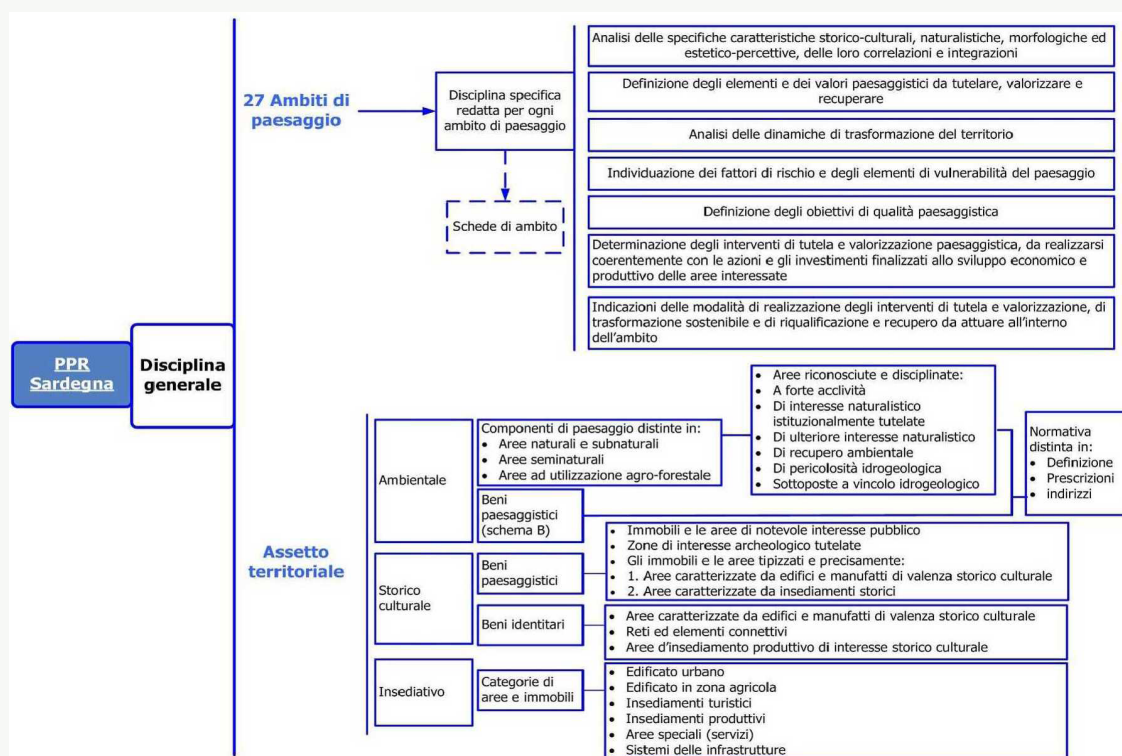 PPR
Sardegna
Disciplina
generale
27 Ambiti di
paesaggio
Disciplina specifica
redatta per ogni
ambito di paesaggio
Schede di ambito
Analisi delle specifiche caratteristiche storico-culturali, naturalistiche, morfologiche ed
estetico-percettive, delle loro correlazioni e integrazioni
Definizione degli elementi e dei valori paesaggistici da tutelare, valorizzare e
recuperare
Analisi delle dinamiche di trasformazione del territorio
Individuazione dei fattori di rischio e degli elementi di vulnerabilità del paesaggio
Definizione degli obiettivi di qualità paesaggistica
Determinazione degli interventi di tutela e valorizzazione paesaggistica, da realizzarsi
coerentemente con le azioni e gli investimenti finalizzati allo sviluppo economico e
produttivo delle aree interessate
Indicazioni delle modalità di realizzazione degli interventi di tutela e valorizzazione, di
trasformazione sostenibile e di riqualificazione e recupero da attuare all'interno
dell'ambito
Assetto
territoriale
Ambientale
Componenti di paesaggio distinte in:
• Aree naturali e subnaturali
• Aree seminaturali
• Aree ad utilizzazione agro-forestale
• Aree riconosciute e disciplinate:
• A forte acclività
• Di interesse naturalistico
istituzionalmente tutelate
• Di ulteriore interesse naturalistico
• Di recupero ambientale
• Di pericolosità idrogeologica
• Sottoposte a vincolo idrogeologico
Normativa
distinta in:
• Definizione
• Prescrizioni
• indirizzi
Beni
paesaggistici
(schema B)
Storico
culturale
Beni
paesaggistici
• Immobili e le aree di notevole interesse pubblico
• Zone di interesse archeologico tutelate
• Gli immobili e le aree tipizzati e precisamente:
• 1. Aree caratterizzate da edifici e manufatti di valenza storico culturale
• 2. Aree caratterizzate da insediamenti storici
Beni identitari
• Aree caratterizzate da edifici e manufatti di valenza storico culturale
• Reti ed elementi connettivi
• Aree d'insediamento produttivo di interesse storico culturale
Insediativo
Categorie di
aree e immobili
• Edificato urbano
• Edificato in zona agricola
• Insediamenti turistici
• Insediamenti produttivi
• Aree speciali (servizi)
• Sistemi delle infrastrutture